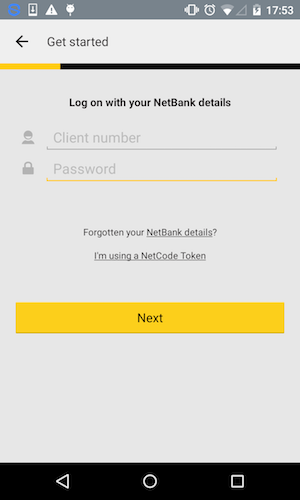 17:53
Get started
Log on with your NetBank details
Client number
Password
Forgotten your NetBank details?
I'm using a NetCode Token
Next